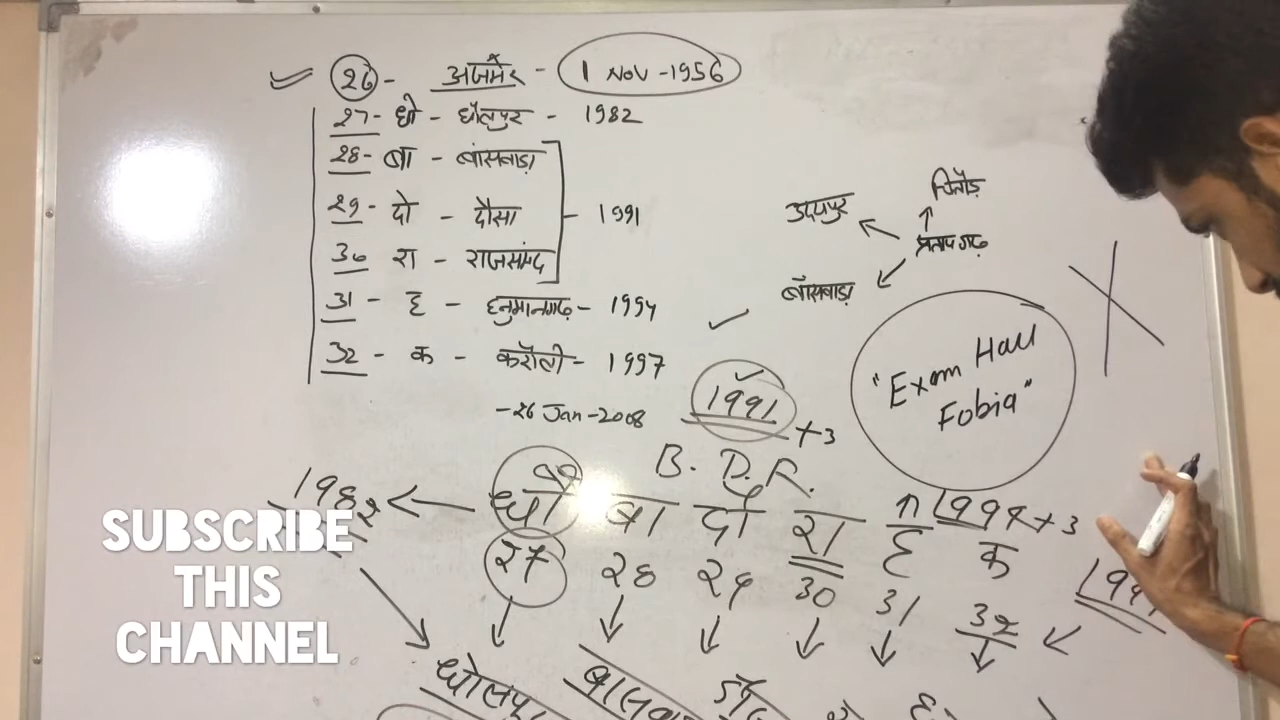 26 - अजमेर - 1 Nov - 1956
27 - धो - धौलपुर - 1982
28 - बा - बांसवाड़ा
29 - दो - दौसा - 1991
30 रा - राजसंमद
31 - ह - हनुमानगढ़ - 1994
32 - क - करौली - 1997
- 26 Jan - 2008
चितौड़
उदयपुर
प्रतापगढ़
बाँसवाड़ा
"Exam Hall
Fobia"
1991 + 3
B. D. R.
1982
धो बा दो रा ह क
1994 + 3
27 28 29 30 31 32
धोलपु
SUBSCRIBE
THIS
CHANNEL